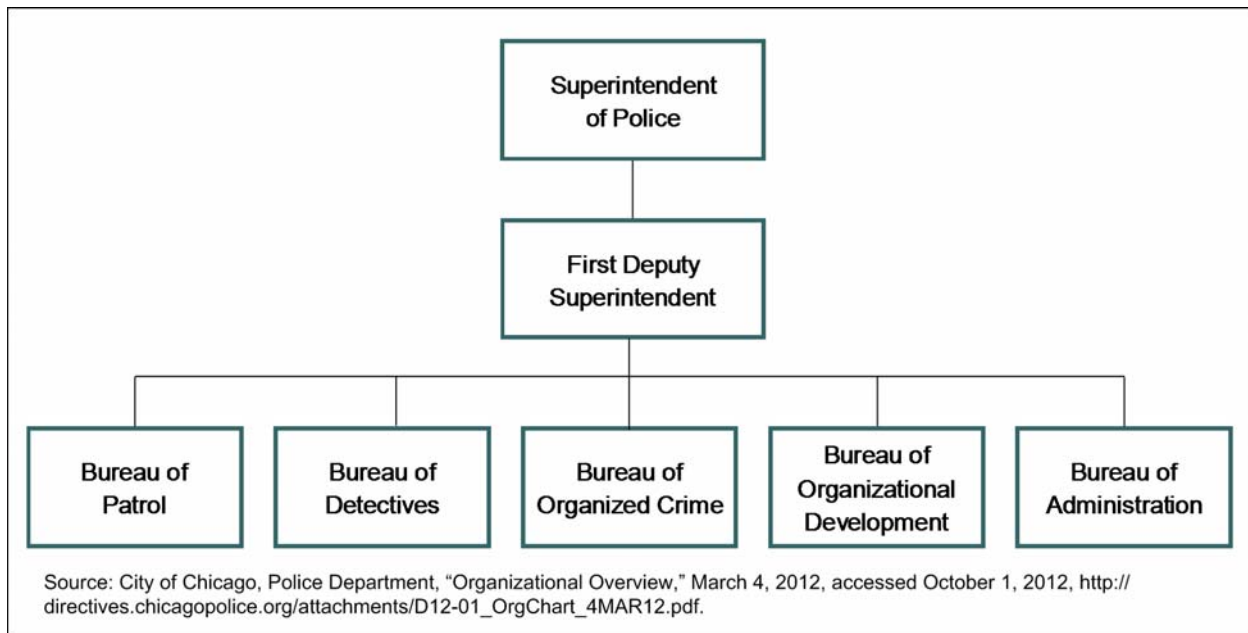 Superintendent
of Police
First Deputy
Superintendent
Bureau of
Patrol
Bureau of
Detectives
Bureau of
Organized Crime
Bureau of
Organizational
Development
Bureau of
Administration
Source: City of Chicago, Police Department, “Organizational Overview,” March 4, 2012, accessed October 1, 2012, http://
directives.chicagopolice.org/attachments/D12-01_OrgChart_4MAR12.pdf.